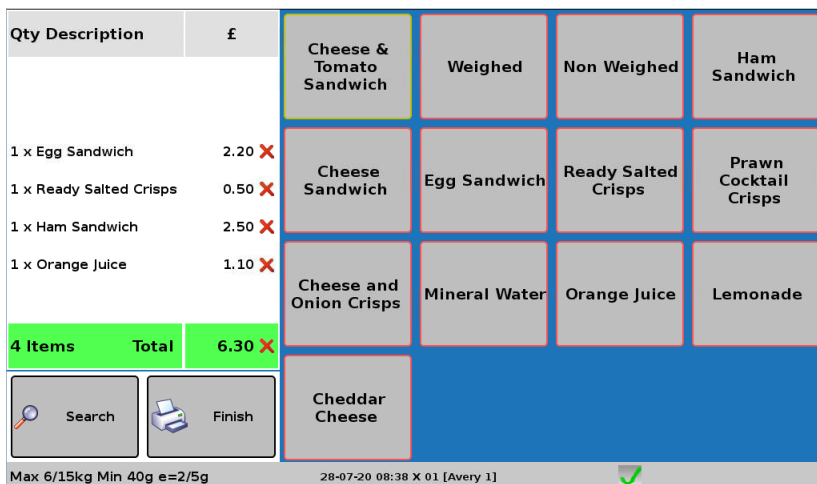 Qty Description £
1 x Egg Sandwich 2.20
1 x Ready Salted Crisps 0.50
1 x Ham Sandwich 2.50
1 x Orange Juice 1.10
4 Items Total 6.30
Search
Finish
Cheese &
Tomato
Sandwich
Weighed
Non Weighed
Ham
Sandwich
Cheese
Sandwich
Egg Sandwich
Ready Salted
Crisps
Prawn
Cocktail
Crisps
Cheese and
Onion Crisps
Mineral Water
Orange Juice
Lemonade
Cheddar
Cheese
Max 6/15kg Min 40g e=2/5g
28-07-20 08:38 X 01 [Avery 1]